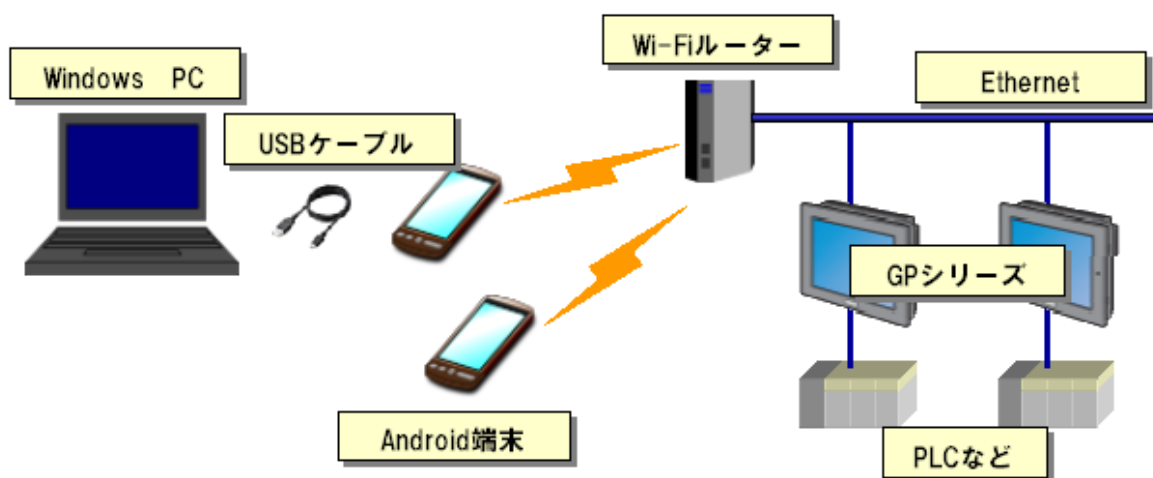 Wi-Fiルーター
Windows PC
Ethernet
USBケーブル
GPシリーズ
Android端末
PLCなど